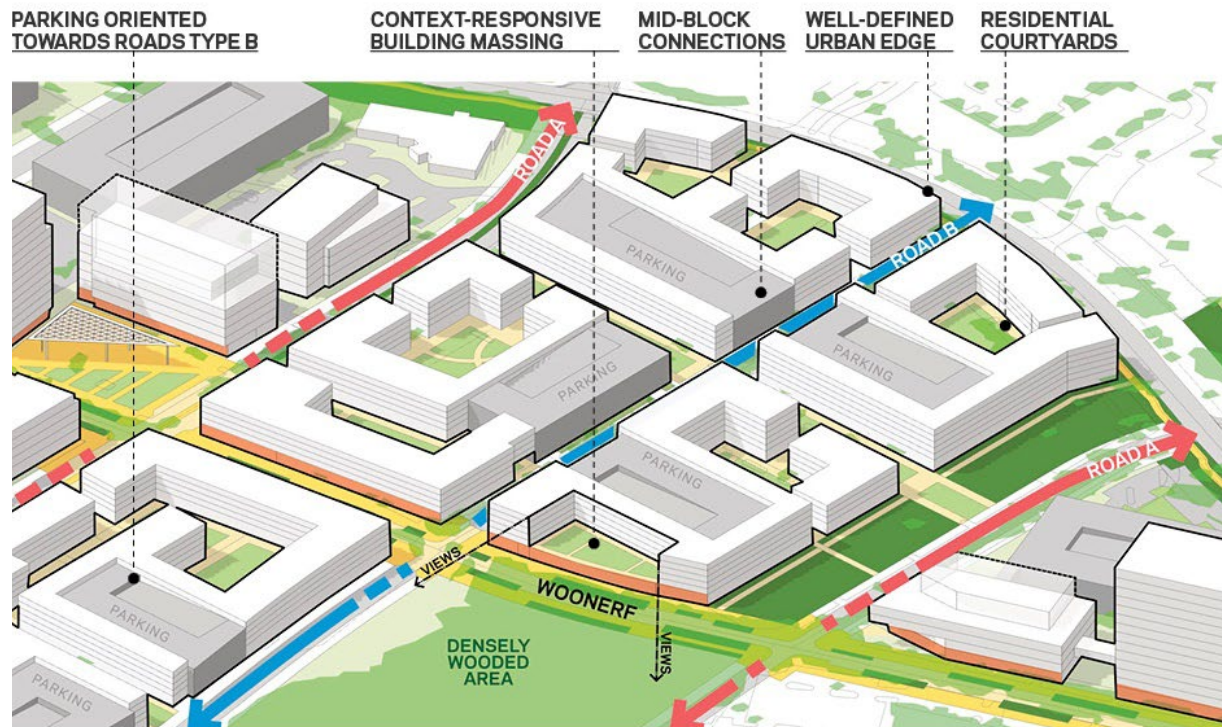 PARKING ORIENTED
TOWARDS ROADS TYPE B
CONTEXT-RESPONSIVE
BUILDING MASSING
MID-BLOCK
CONNECTIONS
WELL-DEFINED
URBAN EDGE
RESIDENTIAL
COURTYARDS
ROAD A
ROAD B
PARKING
PARKING
PARKING
PARKING
ROAD A
VIEWS
WOONERF
VIEWS
PARKING
DENSELY
WOODED
AREA